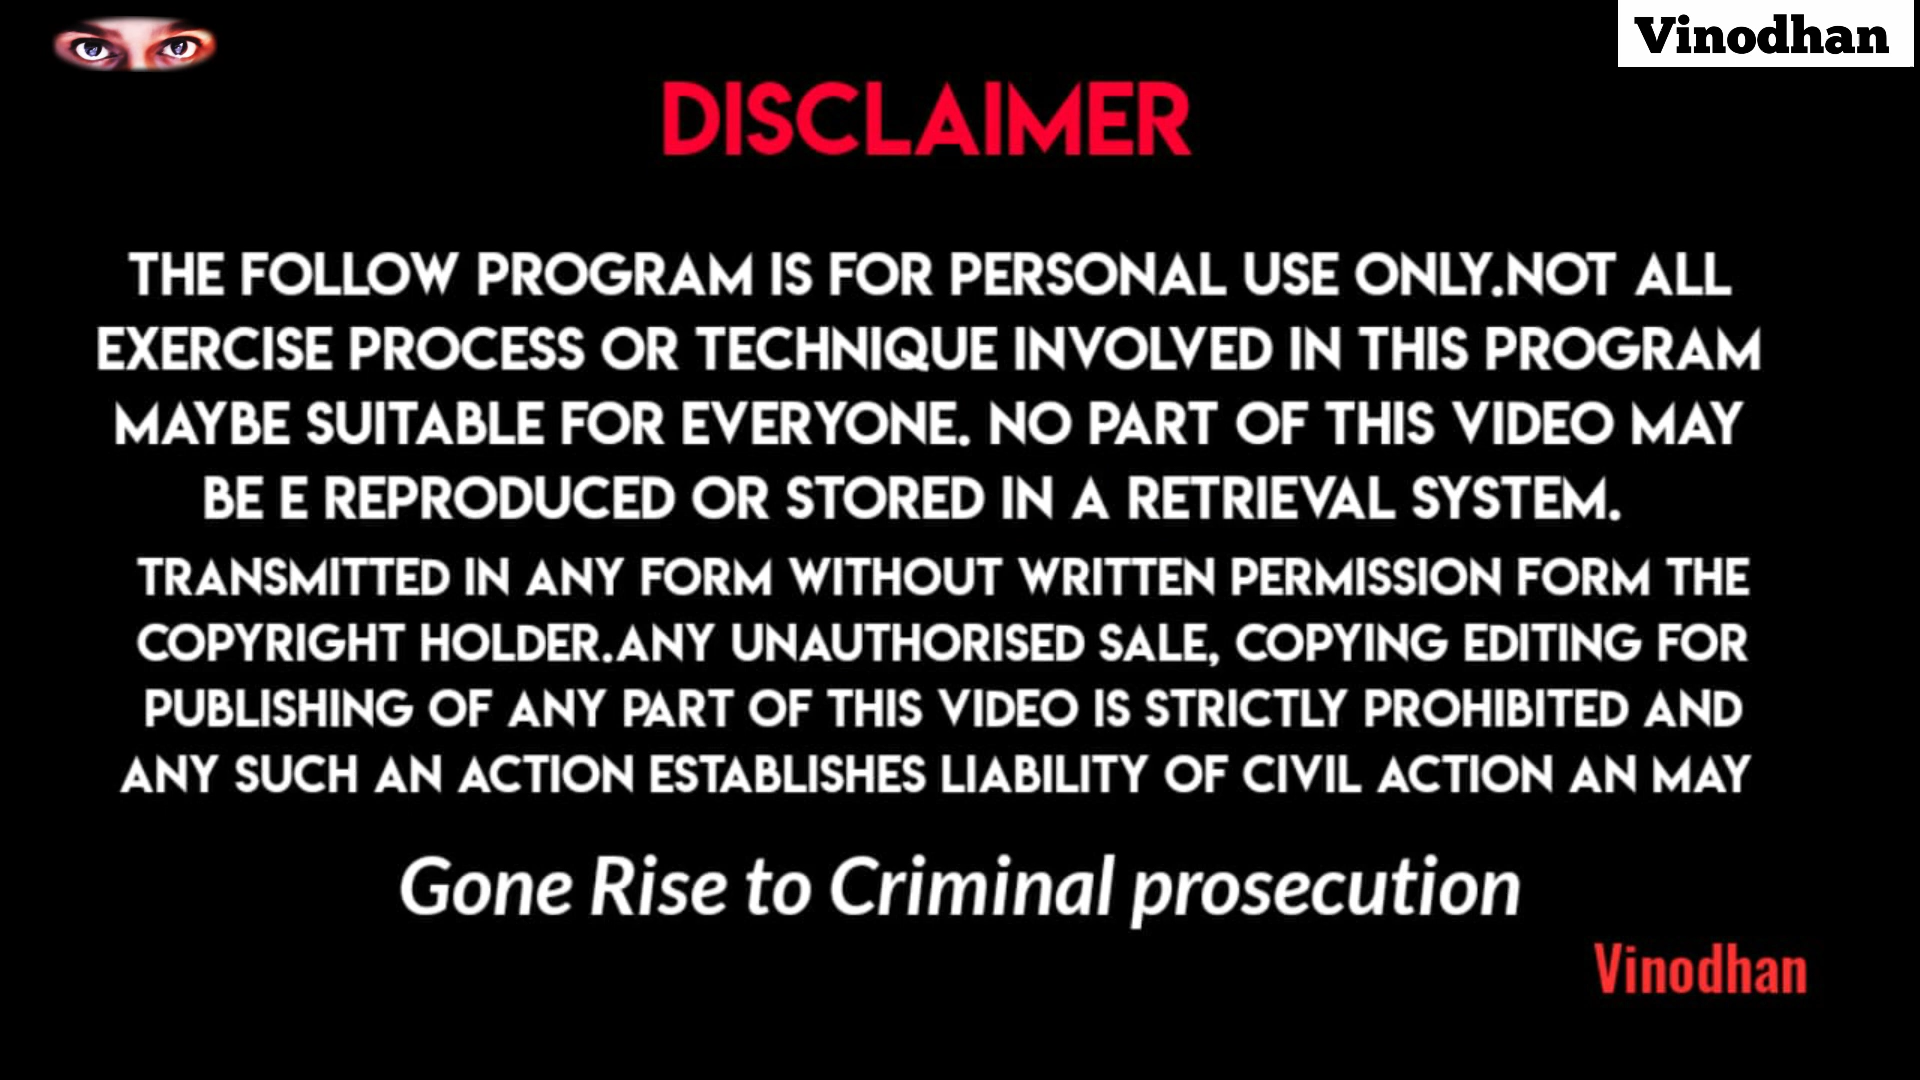 Vinodhan
DISCLAIMER
THE FOLLOW PROGRAM IS FOR PERSONAL USE ONLY.NOT ALL
EXERCISE PROCESS OR TECHNIQUE INVOLVED IN THIS PROGRAM
MAYBE SUITABLE FOR EVERYONE. NO PART OF THIS VIDEO MAY
BE E REPRODUCED OR STORED IN A RETRIEVAL SYSTEM.
TRANSMITTED IN ANY FORM WITHOUT WRITTEN PERMISSION FORM THE
COPYRIGHT HOLDER.ANY UNAUTHORISED SALE, COPYING EDITING FOR
PUBLISHING OF ANY PART OF THIS VIDEO IS STRICTLY PROHIBITED AND
ANY SUCH AN ACTION ESTABLISHES LIABILITY OF CIVIL ACTION AN MAY
Gone Rise to Criminal prosecution
Vinodhan